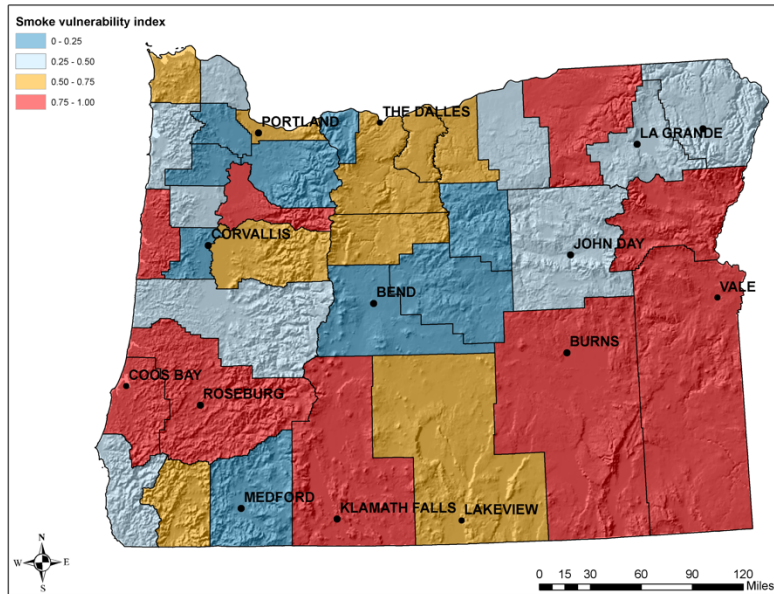 Smoke vulnerability index
0 - 0.25
0.25 - 0.50
0.50 - 0.75
0.75 - 1.00
PORTLAND
THE DALLES
LA GRANDE
CORVALLIS
JOHN DAY
BEND
VALE
BURNS
COOS BAY
ROSEBURG
MEDFORD
KLAMATH FALLS
LAKEVIEW
N
W E
S
0 15 30 60 90 120
Miles